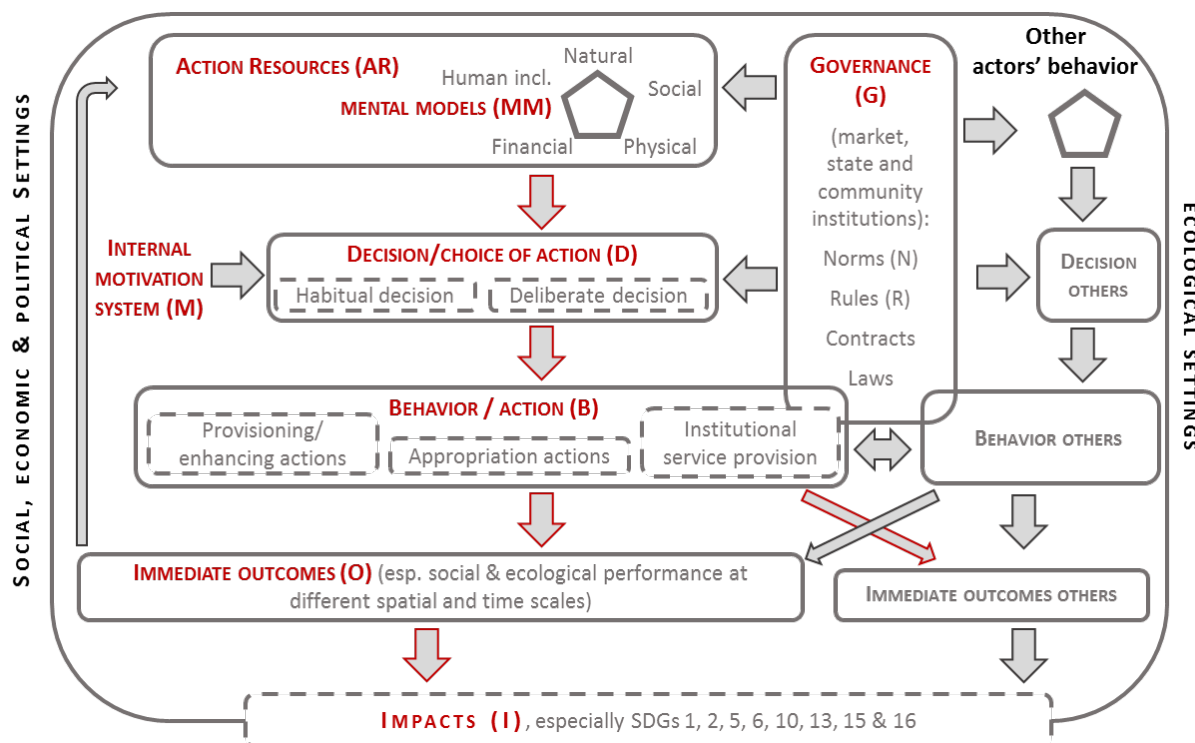 SOCIAL, ECONOMIC & POLITICAL SETTINGS
ACTION RESOURCES (AR)
Natural
Human incl.
MENTAL MODELS (MM)
Social
Financial
Physical
GOVERNANCE
(G)
(market,
state and
community
institutions):
Norms (N)
Rules (R)
Contracts
Laws
Other
actors' behavior
INTERNAL
MOTIVATION
SYSTEM (M)
DECISION/CHOICE OF ACTION (D)
Habitual decision
Deliberate decision
DECISION
OTHERS
BEHAVIOR / ACTION (B)
Provisioning/
enhancing actions
Appropriation actions
Institutional
service provision
BEHAVIOR OTHERS
IMMEDIATE OUTCOMES (O) (esp. social & ecological performance at
different spatial and time scales)
IMMEDIATE OUTCOMES OTHERS
IMPACTS (I) , especially SDGs 1, 2, 5, 6, 10, 13, 15 & 16
ECOLOGICAL SETTINGS